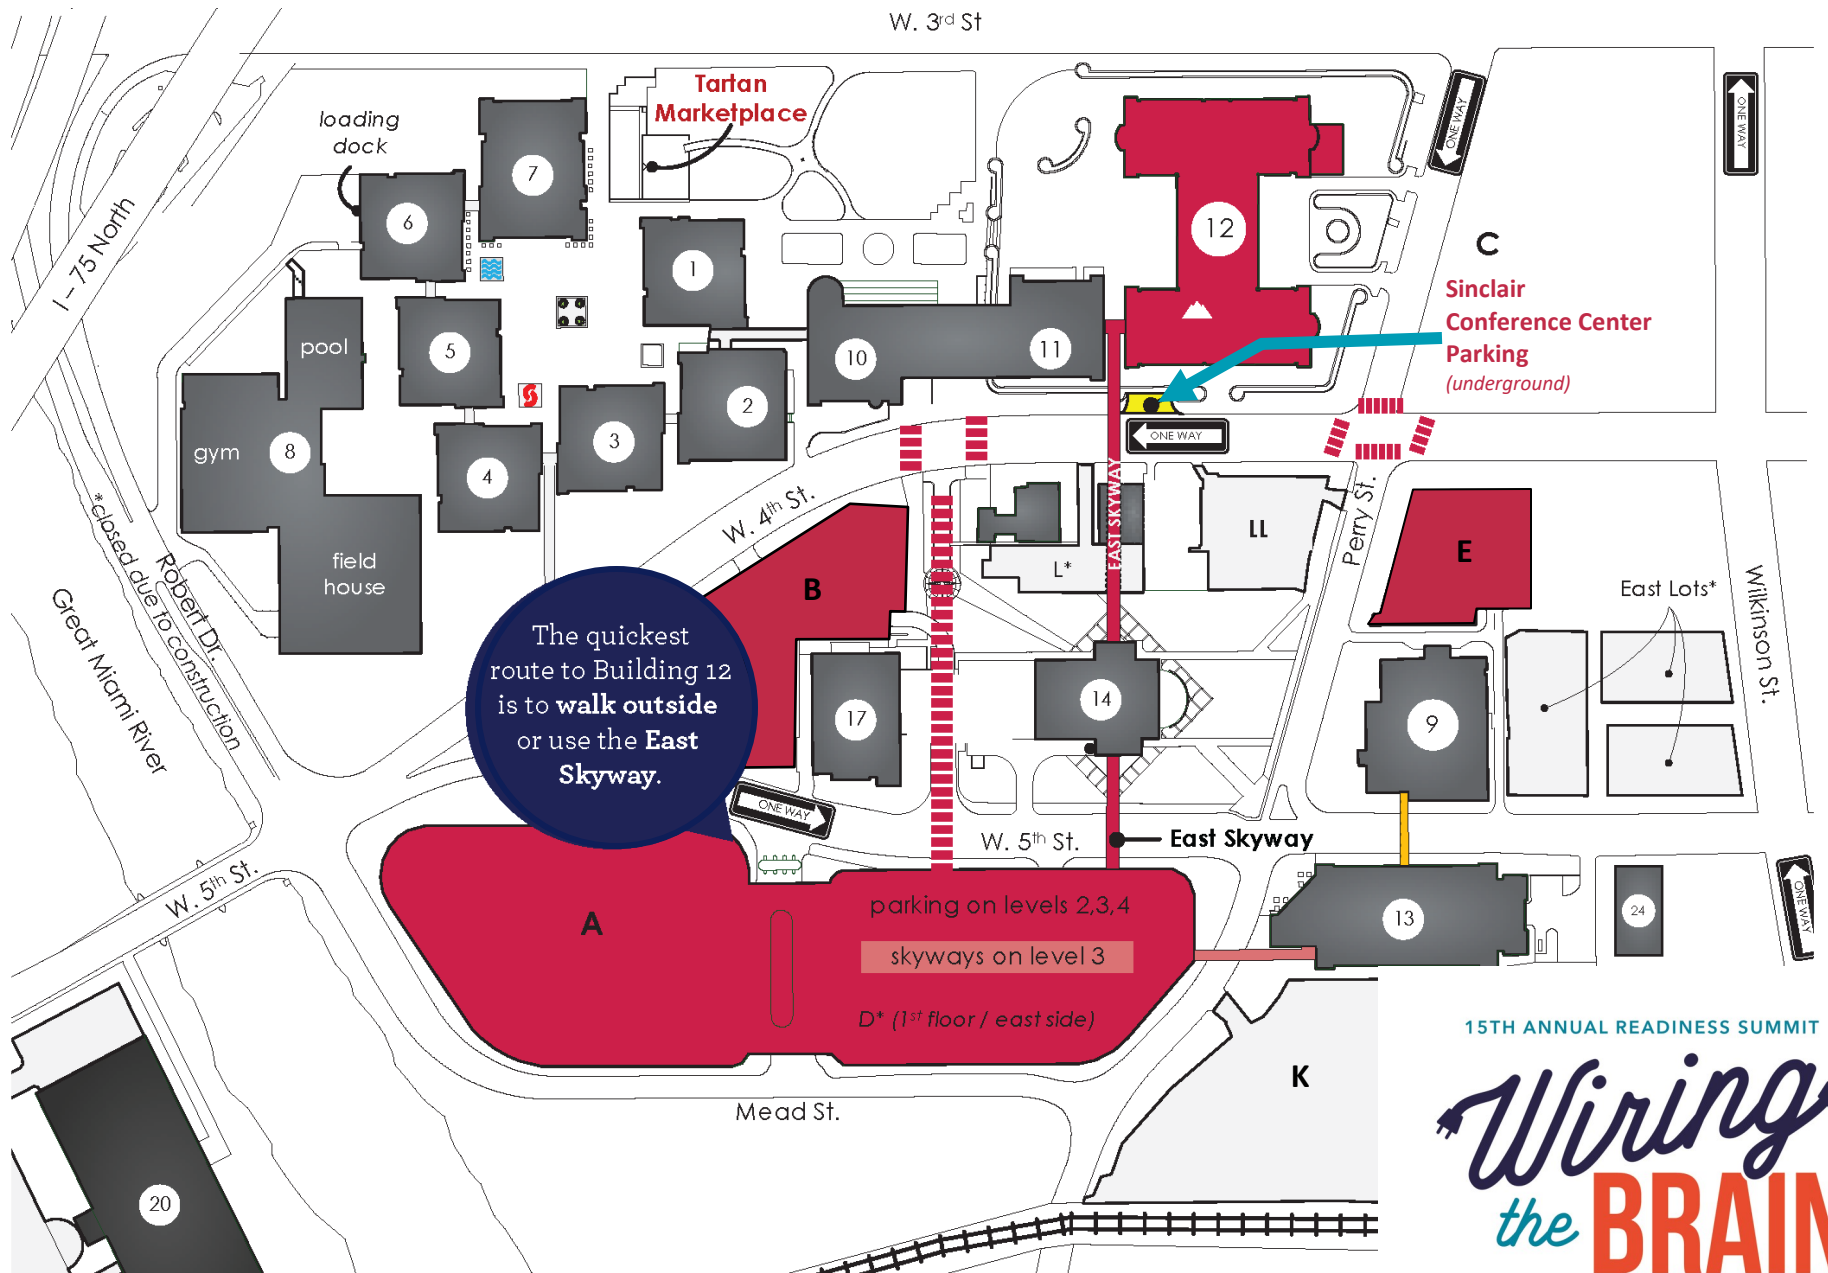 W. 3rd St
Tartan
Marketplace
loading
dock
ONE WAY
ONE WAY
7
6
12
1
C
I – 75 North
Sinclair
Conference Center
Parking
(underground)
pool
5
10
11
2
ONE WAY
gym
8
3
4
EAST SKYWAY
W. 4th St.
LL
Perry St.
E
*closed due to construction
Robert Dr.
field
house
B
L*
East Lots*
Wilkinson St.
Great Miami River
The quickest
route to Building 12
is to walk outside
or use the East
Skyway.
17
14
9
ONE WAY
W. 5th St.
East Skyway
W. 5th St.
A
parking on levels 2,3,4
skyways on level 3
D* (1st floor / east side)
13
24
ONE WAY
K
Mead St.
20
15TH ANNUAL READINESS SUMMIT
Wiring
the BRAIN